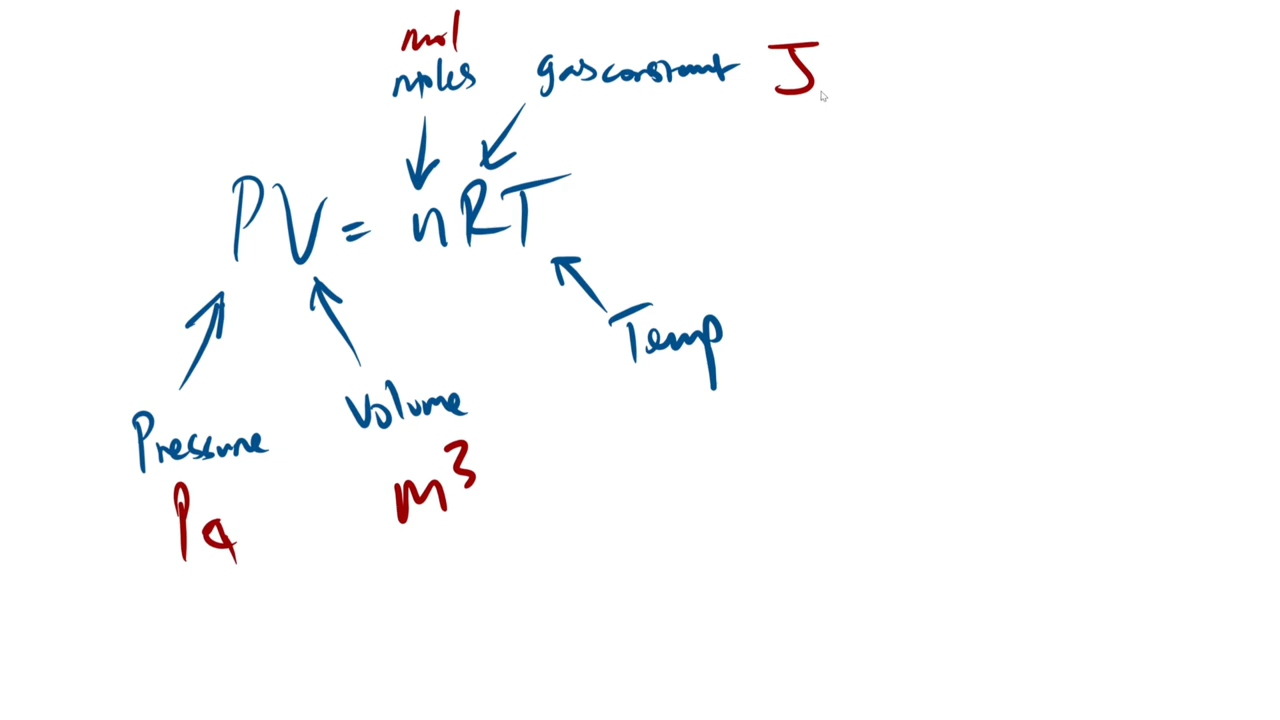 mol
moles
gas constant J
PV = nRT
Temp
Volume
Pressure
m³
Pa